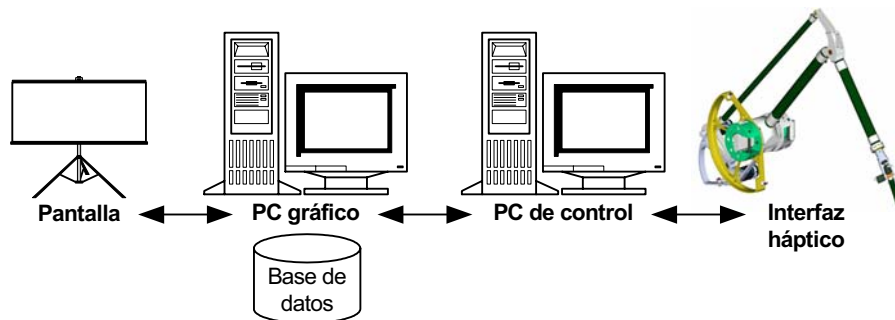 Pantalla
PC gráfico
PC de control
Interfaz
háptico
Base de
datos